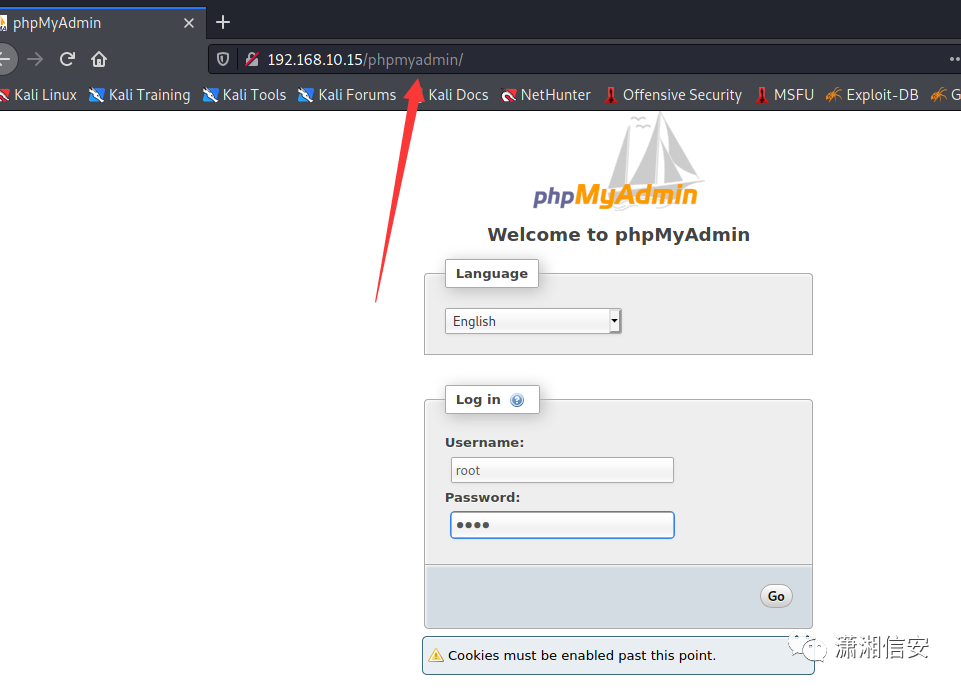 phpMyAdmin
192.168.10.15/phpmyadmin/
Kali Linux Kali Training Kali Tools Kali Forums Kali Docs NetHunter Offensive Security MSFU Exploit-DB G
phpMyAdmin
Welcome to phpMyAdmin
Language
English
Log in
Username:
root
Password:
••••
Go
Cookies must be enabled past this point.
潇湘信安